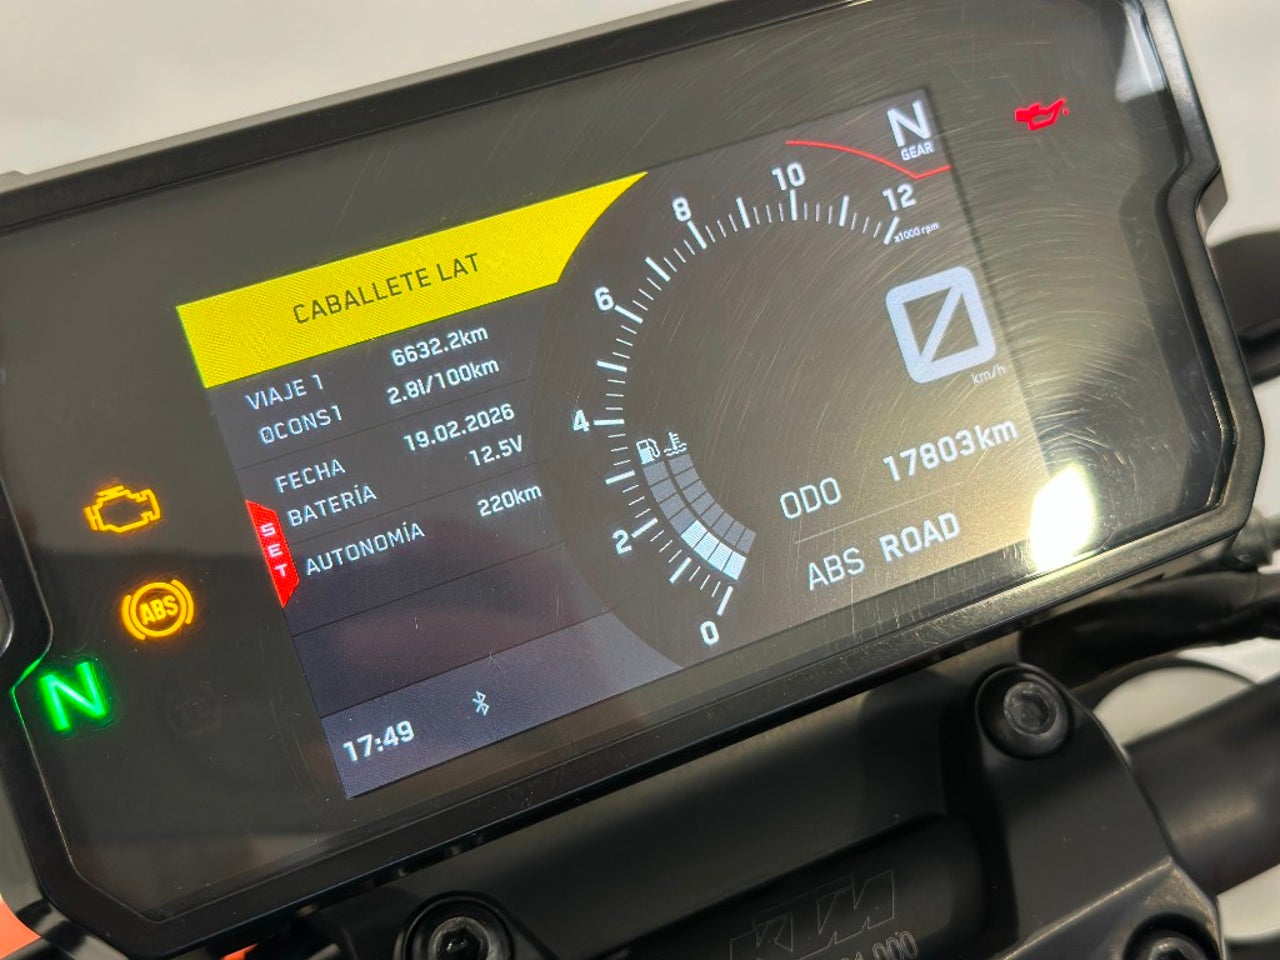 CABALLETE LAT
VIAJE 1 6632.2km
ØCONS1 2.8l/100km
FECHA 19.02.2026
BATERÍA 12.5V
AUTONOMÍA 220km
SET
17:49
N
GEAR
0 2 4 6 8 10 12
x1000 rpm
0
km/h
ODO 17803km
ABS ROAD
ABS
N
KTM